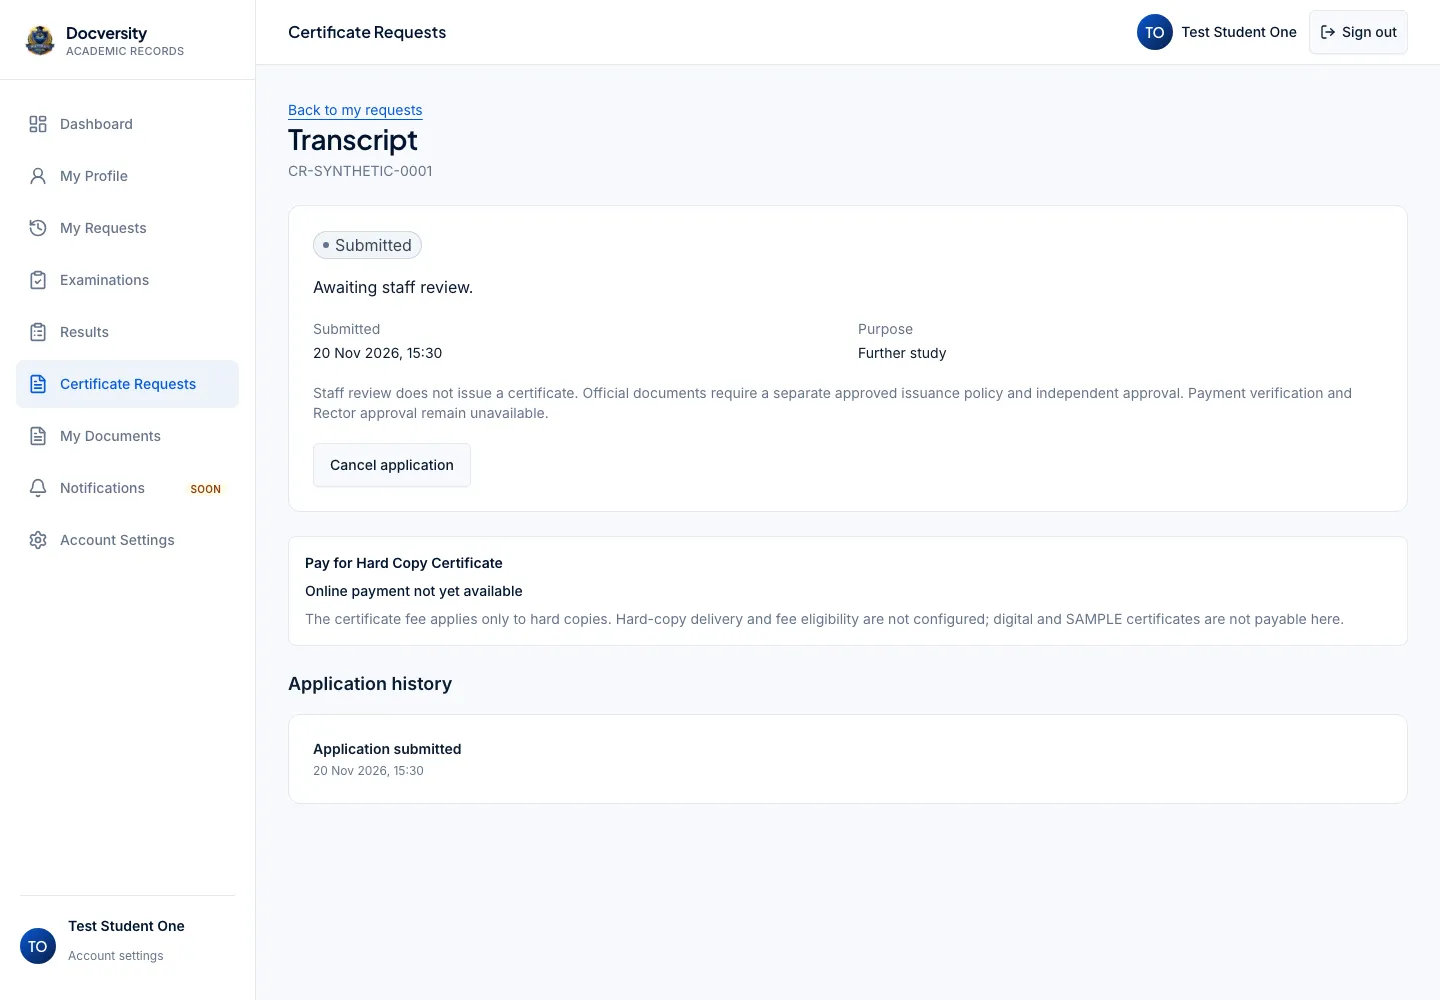 Docversity
ACADEMIC RECORDS
Dashboard
My Profile
My Requests
Examinations
Results
Certificate Requests
My Documents
Notifications SOON
Account Settings
Test Student One
Account settings
TO
Certificate Requests
TO Test Student One Sign out
Back to my requests
Transcript
CR-SYNTHETIC-0001
Submitted
Awaiting staff review.
Submitted Purpose
20 Nov 2026, 15:30 Further study
Staff review does not issue a certificate. Official documents require a separate approved issuance policy and independent approval. Payment verification and
Rector approval remain unavailable.
Cancel application
Pay for Hard Copy Certificate
Online payment not yet available
The certificate fee applies only to hard copies. Hard-copy delivery and fee eligibility are not configured; digital and SAMPLE certificates are not payable here.
Application history
Application submitted
20 Nov 2026, 15:30